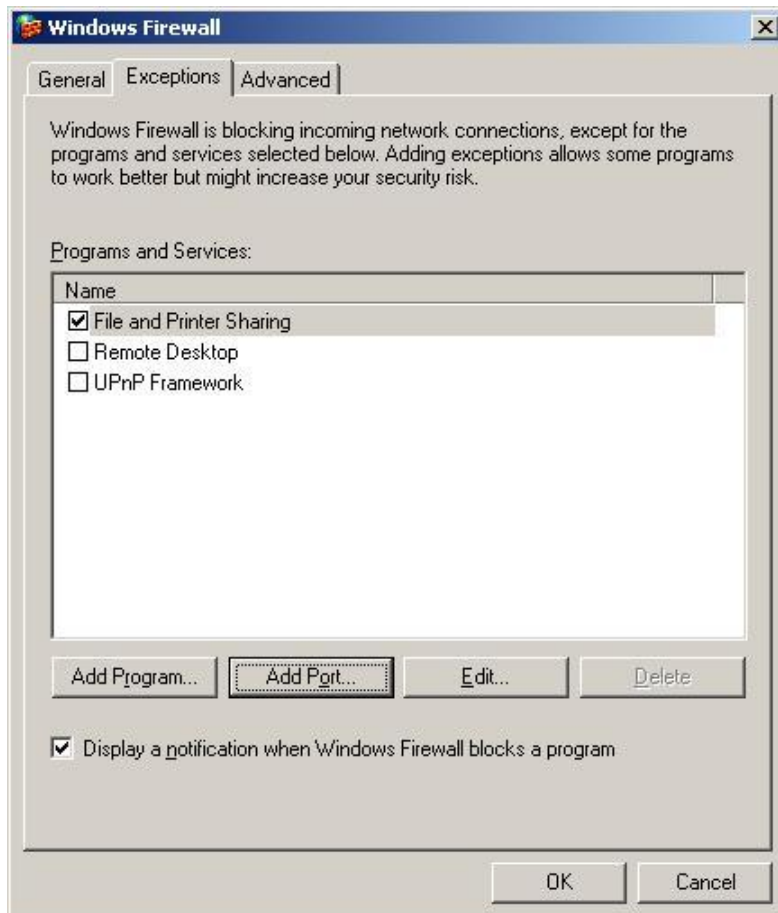 Windows Firewall
General Exceptions Advanced
Windows Firewall is blocking incoming network connections, except for the
programs and services selected below. Adding exceptions allows some programs
to work better but might increase your security risk.
Programs and Services:
Name
File and Printer Sharing
Remote Desktop
UPnP Framework
Add Program... Add Port... Edit... Delete
Display a notification when Windows Firewall blocks a program
OK Cancel